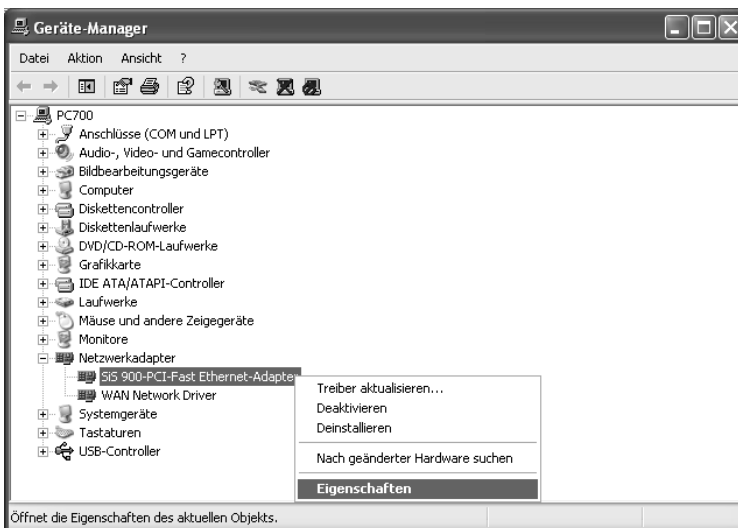 Geräte-Manager
Datei Aktion Ansicht ?
PC700
Anschlüsse (COM und LPT)
Audio-, Video- und Gamecontroller
Bildbearbeitungsgeräte
Computer
Diskettencontroller
Diskettenlaufwerke
DVD/CD-ROM-Laufwerke
Grafikkarte
IDE ATA/ATAPI-Controller
Laufwerke
Mäuse und andere Zeigegeräte
Monitore
Netzwerkadapter
SiS 900-PCI-Fast Ethernet-Adapter
WAN Network Driver
Systemgeräte
Tastaturen
USB-Controller
Treiber aktualisieren...
Deaktivieren
Deinstallieren
Nach geänderter Hardware suchen
Eigenschaften
Öffnet die Eigenschaften des aktuellen Objekts.